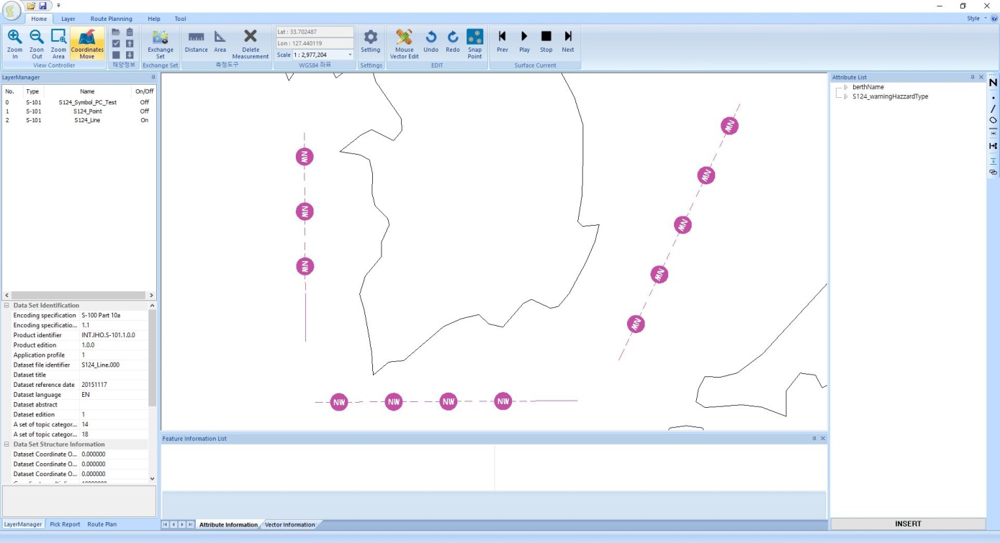 Home Layer Route Planning Help Tool Style
Zoom In Zoon Out Zoom Area Coordinates Move
View Controller
해양정보
Exchange Set
Exchange Set
Distance Area Delete Measurement
측정도구
Lat : 33.702487
Lon : 127.440119
Scale 1 : 2,977,204
WGS84 좌표
Setting
Settings
Mouse Vector Edit Undo Redo Snap Point
EDIT
Prev Play Stop Next
Surface Current
LayerManager
No. Type Name On/Off
0 S-101 S124_Symbol_PC_Test Off
1 S-101 S124_Point Off
2 S-101 S124_Line On
Data Set Identification
Encoding specification S-100 Part 10a
Encoding specificatio... 1.1
Product identifier INT.IHO.S-101.1.0.0
Product edition 1.0.0
Application profile 1
Dataset file identifier S124_Line.000
Dataset title
Dataset reference date 20151117
Dataset language EN
Dataset abstract
Dataset edition 1
A set of topic categor... 14
A set of topic categor... 18
Data Set Structure Information
Dataset Coordinate O... 0.000000
Dataset Coordinate O... 0.000000
Dataset Coordinate O... 0.000000
LayerManager Pick Report Route Plan
NW
NW
NW
NW
NW
NW
NW
NW
NW NW NW NW
Feature Information List
Attribute Information Vector Information
Attribute List
berthName
S124_warningHazzardType
INSERT
N